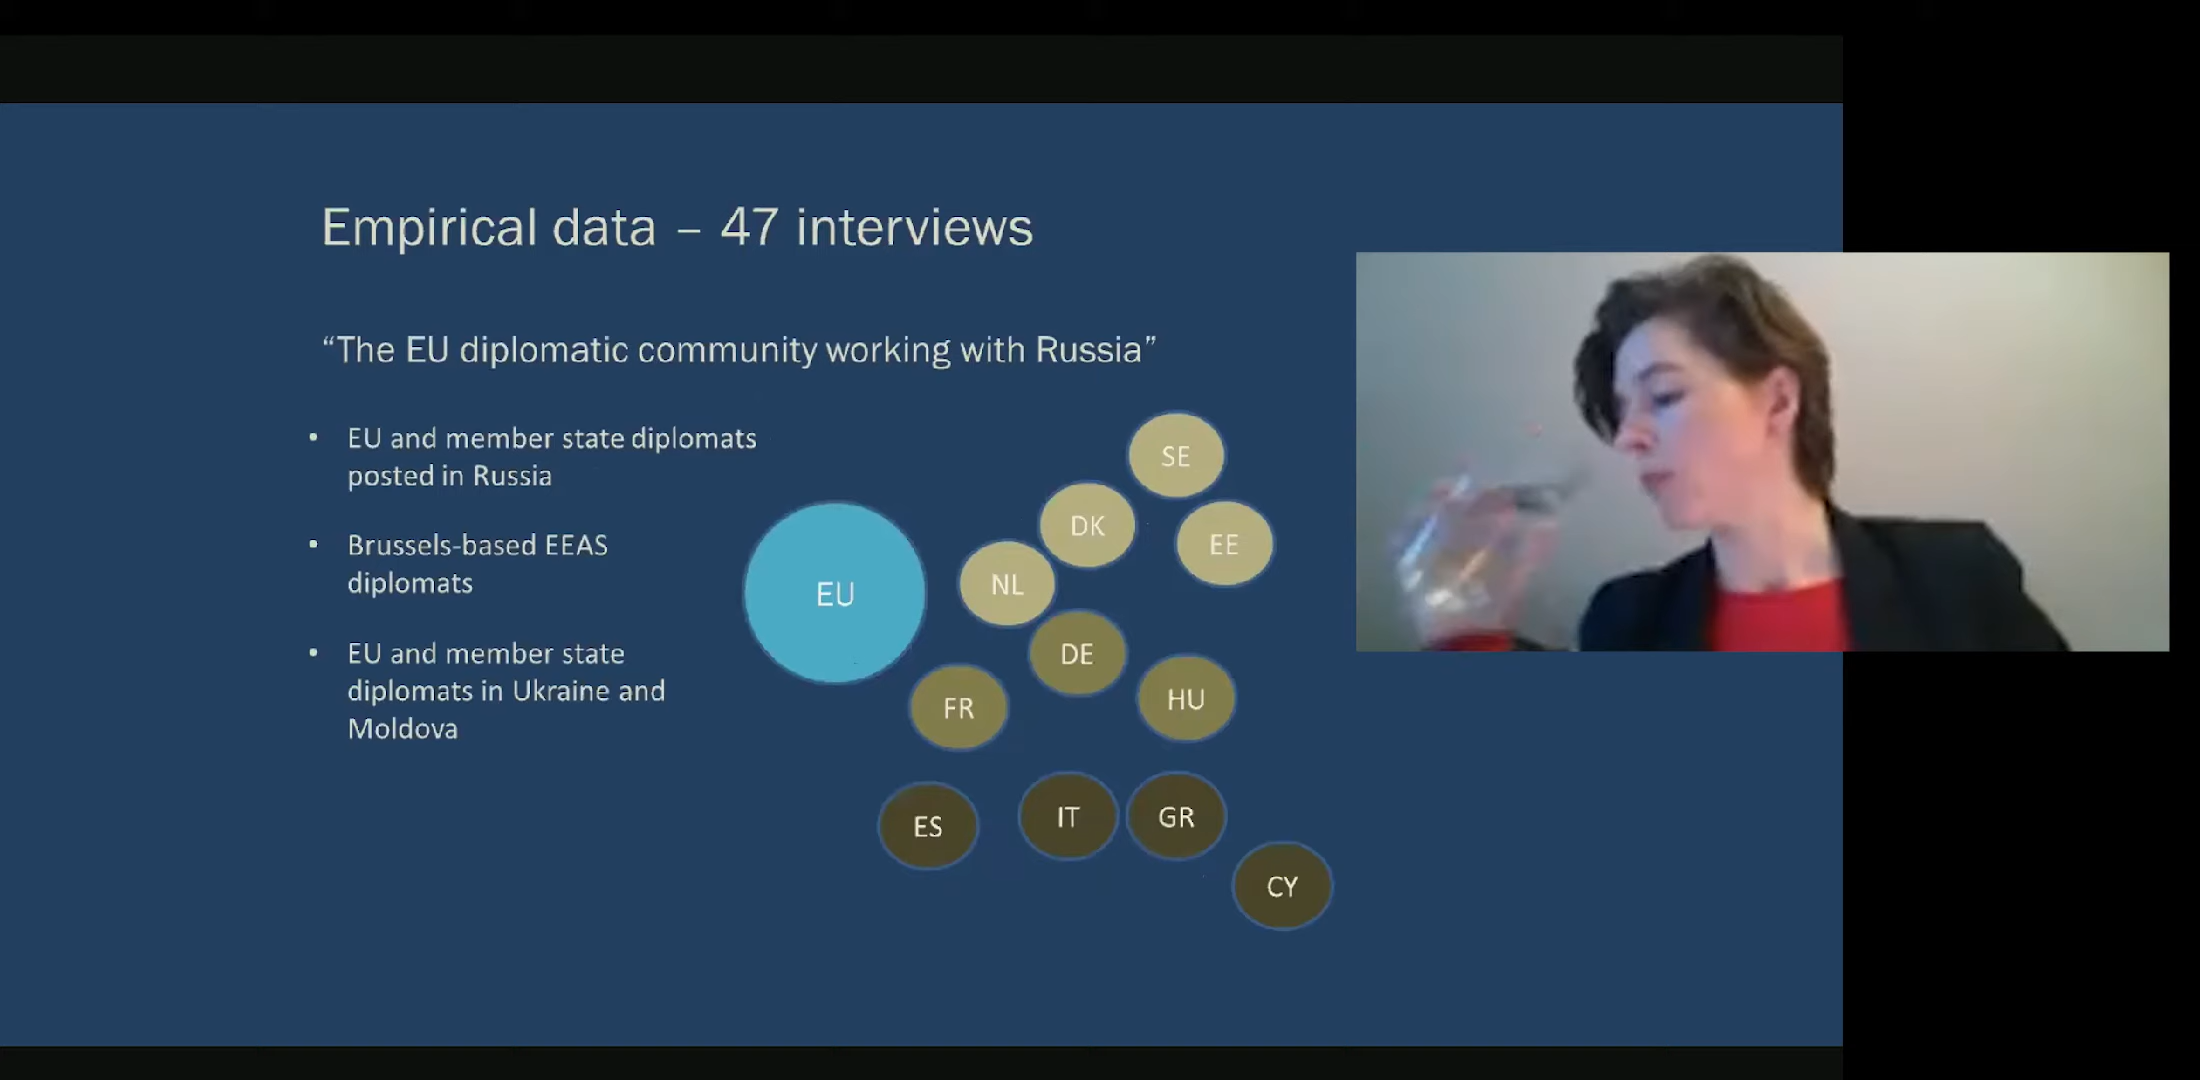 Empirical data – 47 interviews
“The EU diplomatic community working with Russia”
• EU and member state diplomats
posted in Russia
• Brussels-based EEAS
diplomats
• EU and member state
diplomats in Ukraine and
Moldova
SE
DK
EE
NL
EU
DE
FR
HU
ES
IT
GR
CY